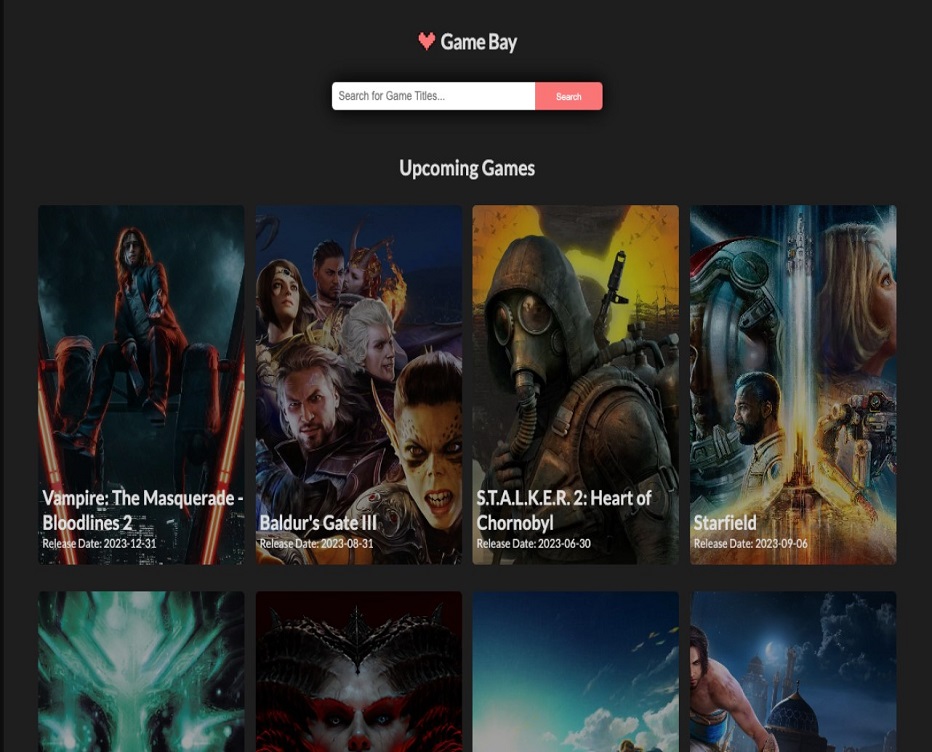 Game Bay
Search for Game Titles...
Search
Upcoming Games
Vampire: The Masquerade -
Bloodlines 2
Release Date: 2023-12-31
Baldur's Gate III
Release Date: 2023-08-31
S.T.A.L.K.E.R. 2: Heart of
Chornobyl
Release Date: 2023-06-30
Starfield
Release Date: 2023-09-06